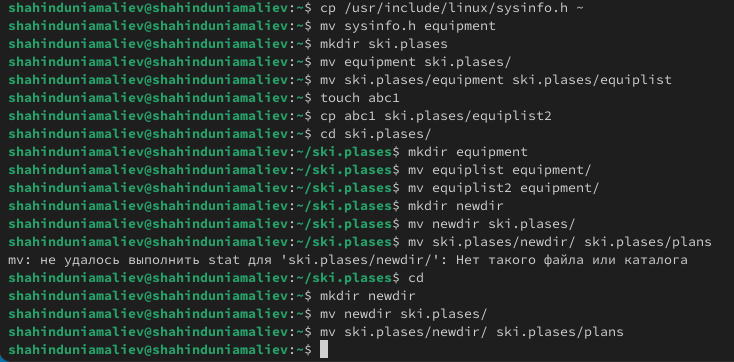 shahinduniamaliev@shahinduniamaliev:~$ cp /usr/include/linux/sysinfo.h ~
shahinduniamaliev@shahinduniamaliev:~$ mv sysinfo.h equipment
shahinduniamaliev@shahinduniamaliev:~$ mkdir ski.plases
shahinduniamaliev@shahinduniamaliev:~$ mv equipment ski.plases/
shahinduniamaliev@shahinduniamaliev:~$ mv ski.plases/equipment ski.plases/equiplist
shahinduniamaliev@shahinduniamaliev:~$ touch abc1
shahinduniamaliev@shahinduniamaliev:~$ cp abc1 ski.plases/equiplist2
shahinduniamaliev@shahinduniamaliev:~$ cd ski.plases/
shahinduniamaliev@shahinduniamaliev:~/ski.plases$ mkdir equipment
shahinduniamaliev@shahinduniamaliev:~/ski.plases$ mv equiplist equipment/
shahinduniamaliev@shahinduniamaliev:~/ski.plases$ mv equiplist2 equipment/
shahinduniamaliev@shahinduniamaliev:~/ski.plases$ mkdir newdir
shahinduniamaliev@shahinduniamaliev:~/ski.plases$ mv newdir ski.plases/
shahinduniamaliev@shahinduniamaliev:~/ski.plases$ mv ski.plases/newdir/ ski.plases/plans
mv: не удалось выполнить stat для 'ski.plases/newdir/': Нет такого файла или каталога
shahinduniamaliev@shahinduniamaliev:~/ski.plases$ cd
shahinduniamaliev@shahinduniamaliev:~$ mkdir newdir
shahinduniamaliev@shahinduniamaliev:~$ mv newdir ski.plases/
shahinduniamaliev@shahinduniamaliev:~$ mv ski.plases/newdir/ ski.plases/plans
shahinduniamaliev@shahinduniamaliev:~$